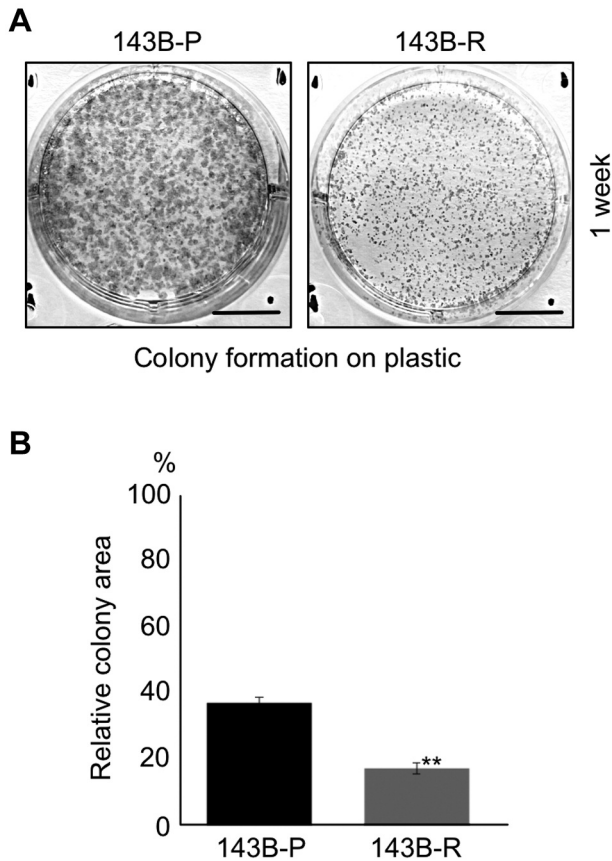 A
143B-P 143B-R
1 week
Colony formation on plastic
B
%
100
80
60
40
20
0
Relative colony area
**
143B-P 143B-R